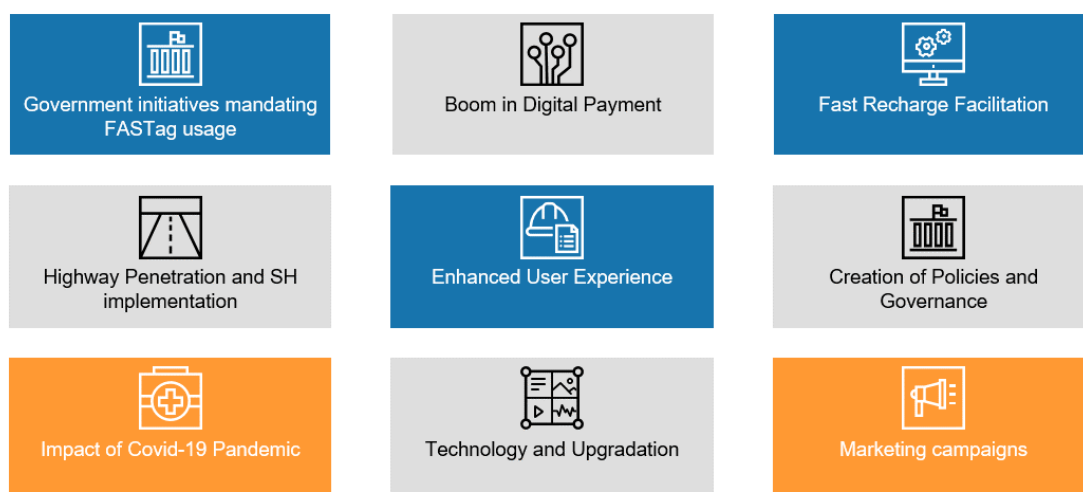 Government initiatives mandating
FASTag usage
Boom in Digital Payment
Fast Recharge Facilitation
Highway Penetration and SH
implementation
Enhanced User Experience
Creation of Policies and
Governance
Impact of Covid-19 Pandemic
Technology and Upgradation
Marketing campaigns